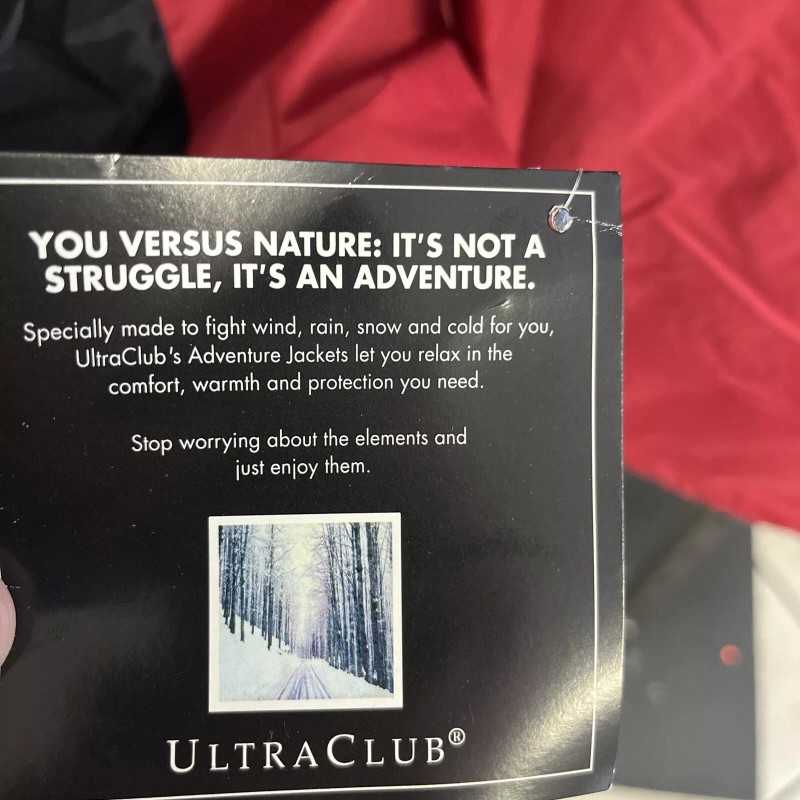 YOU VERSUS NATURE: IT'S NOT A
STRUGGLE, IT'S AN ADVENTURE.
Specially made to fight wind, rain, snow and cold for you,
UltraClub's Adventure Jackets let you relax in the
comfort, warmth and protection you need.
Stop worrying about the elements and
just enjoy them.
ULTRACLUB®